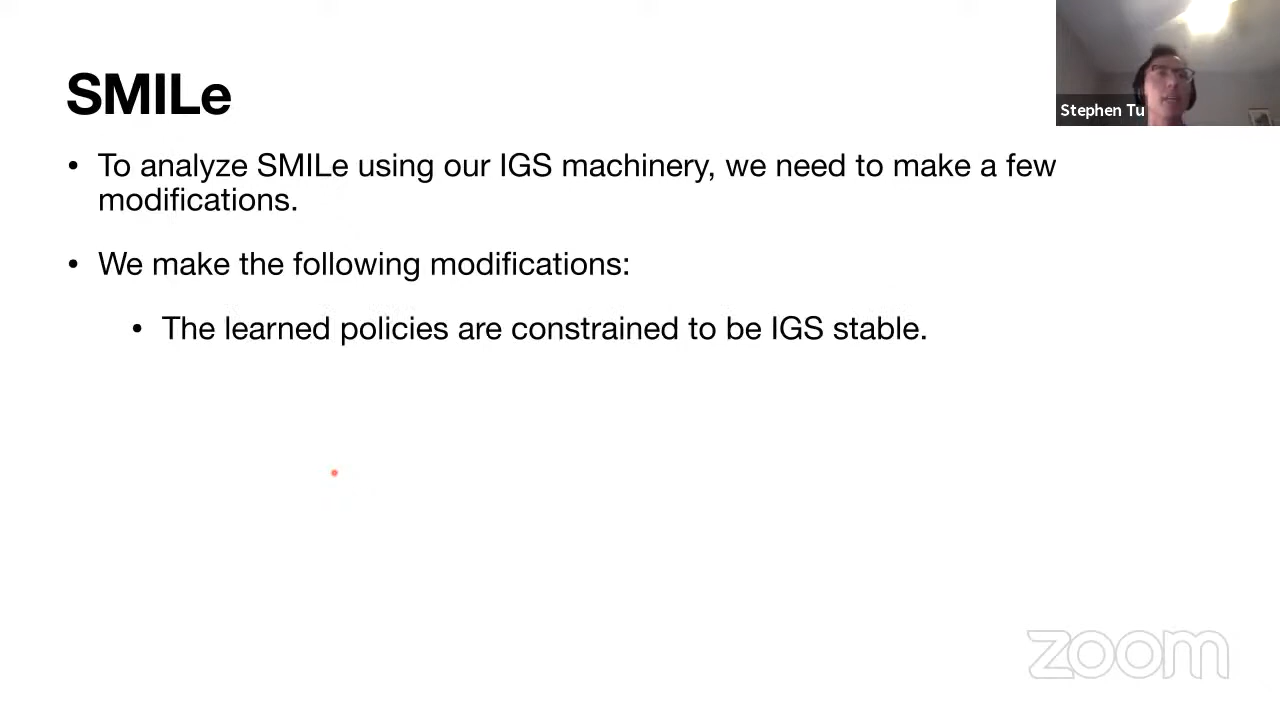 SMILe
Stephen Tu
• To analyze SMILe using our IGS machinery, we need to make a few
modifications.
• We make the following modifications:
• The learned policies are constrained to be IGS stable.
zoom